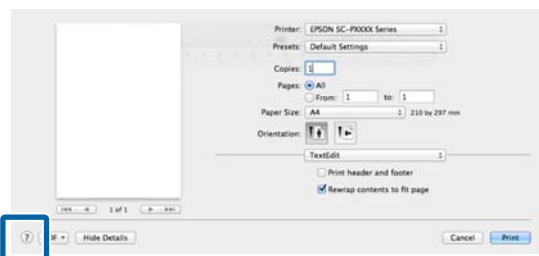 Printer: EPSON SC-PXXXX Series
Presets: Default Settings
Copies: 1
Pages: All
From: 1 to: 1
Paper Size: A4 210 by 297 mm
Orientation:
TextEdit
Print header and footer
Rewrap contents to fit page
1 of 1
? DF Hide Details Cancel Print